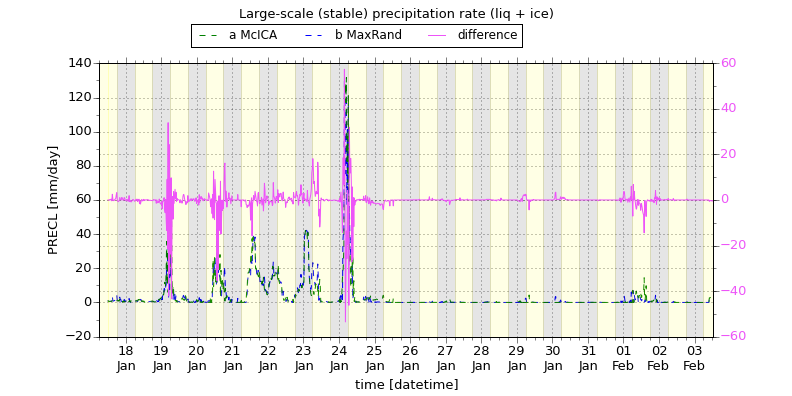 Large-scale (stable) precipitation rate (liq + ice)
a McICA b MaxRand difference
140
120
100
80
60
40
20
0
−20
PRECL [mm/day]
60
40
20
0
−20
−40
−60
18 19 20 21 22 23 24 25 26 27 28 29 30 31 01 02 03
Jan Jan Jan Jan Jan Jan Jan Jan Jan Jan Jan Jan Jan Jan Feb Feb Feb
time [datetime]